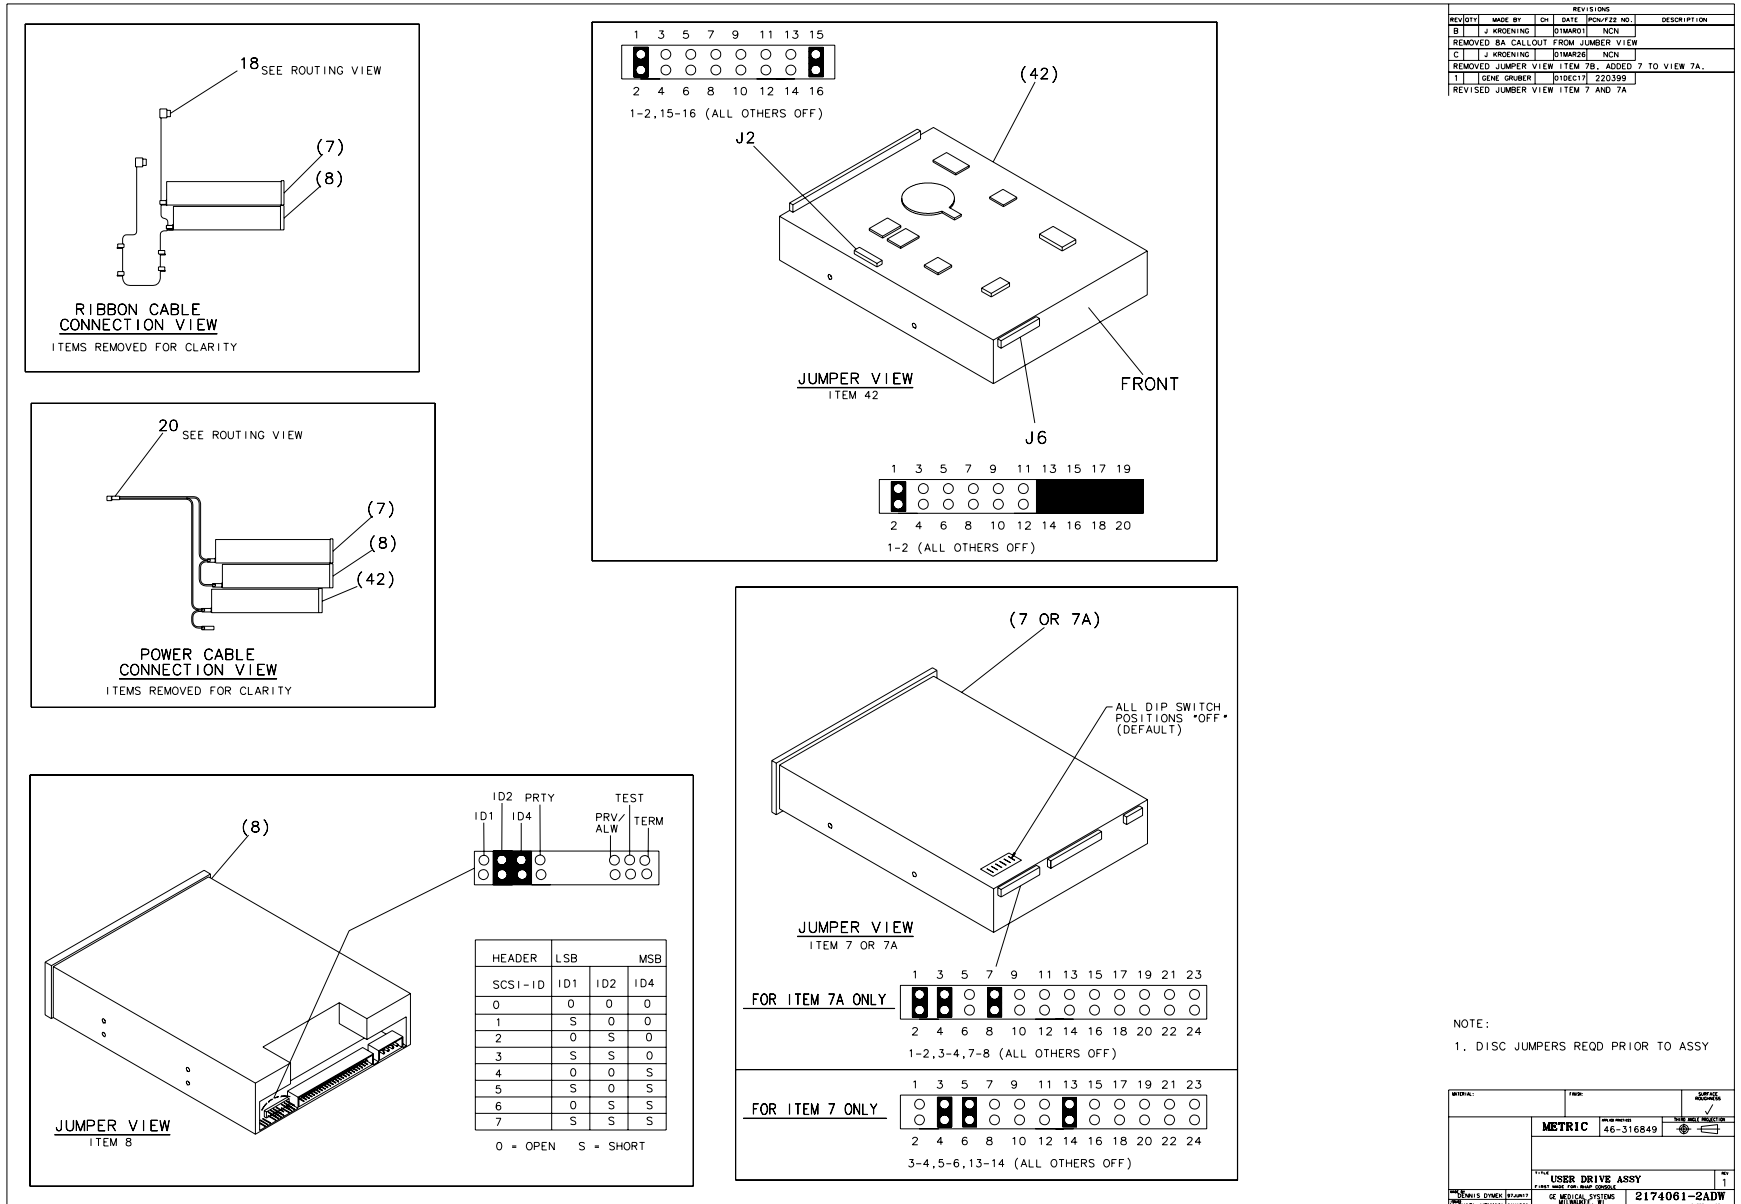 18 SEE ROUTING VIEW
(7)
(8)
RIBBON CABLE
CONNECTION VIEW
ITEMS REMOVED FOR CLARITY
20 SEE ROUTING VIEW
(7)
(8)
(42)
POWER CABLE
CONNECTION VIEW
ITEMS REMOVED FOR CLARITY
1 3 5 7 9 11 13 15
2 4 6 8 10 12 14 16
1-2,15-16 (ALL OTHERS OFF)
J2
(42)
JUMPER VIEW
ITEM 42
FRONT
J6
1 3 5 7 9 11 13 15 17 19
2 4 6 8 10 12 14 16 18 20
1-2 (ALL OTHERS OFF)
REVISIONS
REV QTY MADE BY CH DATE PCN/FZ2 NO. DESCRIPTION
B J KROENING 01MAR01 NCN
REMOVED 8A CALLOUT FROM JUMBER VIEW
C J KROENING 01MAR26 NCN
REMOVED JUMPER VIEW ITEM 7B, ADDED 7 TO VIEW 7A.
1 GENE GRUBER 01DEC17 220399
REVISED JUMBER VIEW ITEM 7 AND 7A
(8)
ID2 PRTY TEST
ID1 ID4 PRV/ALW TERM
HEADER LSB MSB
SCSI-ID ID1 ID2 ID4
0 O O O
1 S O O
2 O S O
3 S S O
4 O O S
5 S O S
6 O S S
7 S S S
O = OPEN S = SHORT
JUMPER VIEW
ITEM 8
(7 OR 7A)
ALL DIP SWITCH
POSITIONS "OFF"
(DEFAULT)
JUMPER VIEW
ITEM 7 OR 7A
1 3 5 7 9 11 13 15 17 19 21 23
FOR ITEM 7A ONLY
2 4 6 8 10 12 14 16 18 20 22 24
1-2,3-4,7-8 (ALL OTHERS OFF)
1 3 5 7 9 11 13 15 17 19 21 23
FOR ITEM 7 ONLY
2 4 6 8 10 12 14 16 18 20 22 24
3-4,5-6,13-14 (ALL OTHERS OFF)
NOTE:
1. DISC JUMPERS REQD PRIOR TO ASSY
MATERIAL: FINISH: SURFACE ROUGHNESS
METRIC 46-316849 THIRD ANGLE PROJECTION
TITLE USER DRIVE ASSY REV 1
DENNIS DYMEK 97JUN17 GE MEDICAL SYSTEMS MILWAUKEE, WI 2174061-2ADW